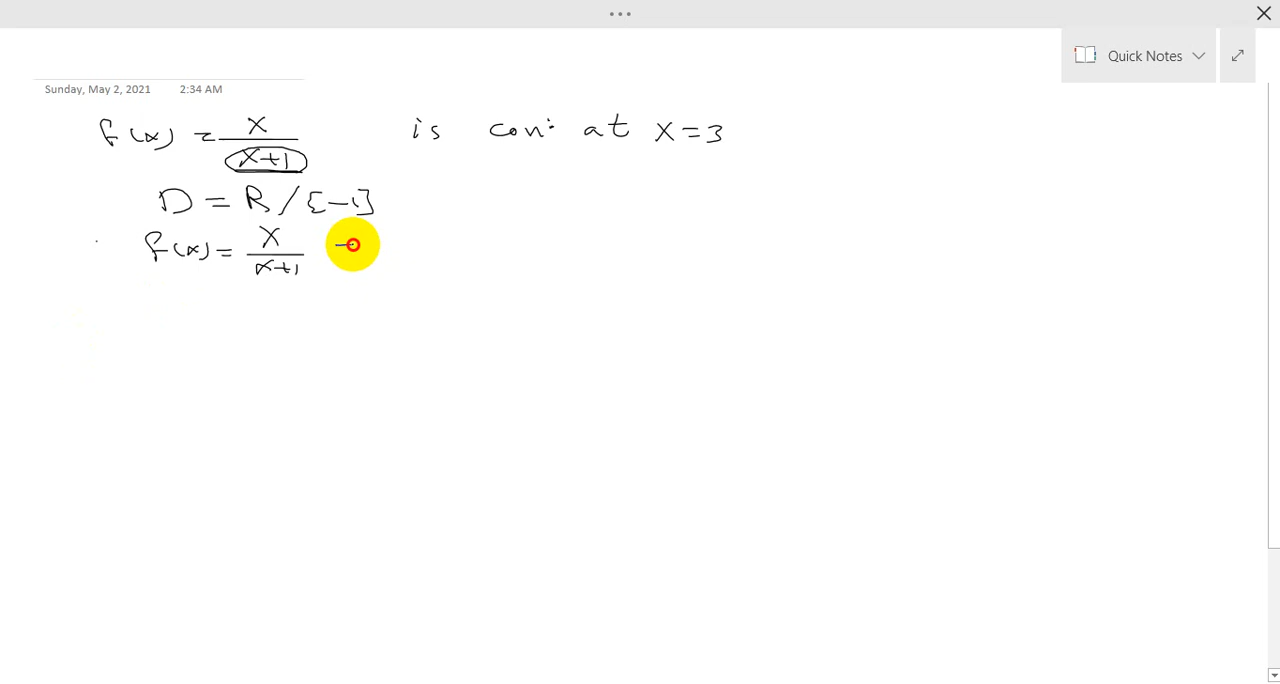 Quick Notes
Sunday, May 2, 2021 2:34 AM
f(x) = x/(x+1) is con: at x=3
D = R / {-1}
f(x) = x/(x+1) -